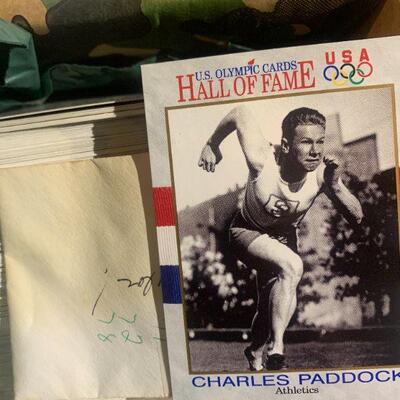 U.S. OLYMPIC CARDS
HALL OF FAME
USA
CHARLES PADDOCK
Athletics